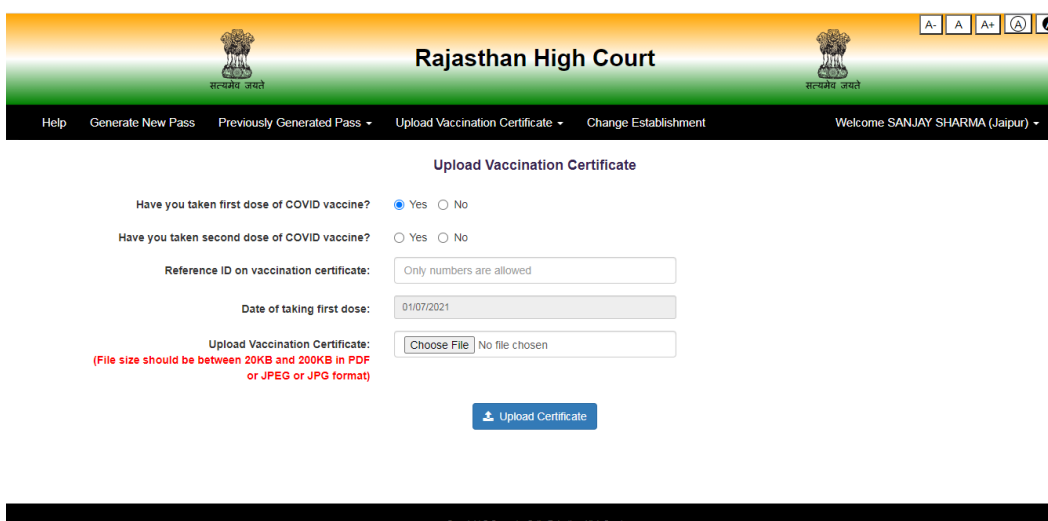 A- A A+ A
Rajasthan High Court
सत्यमेव जयते सत्यमेव जयते
Help Generate New Pass Previously Generated Pass Upload Vaccination Certificate Change Establishment Welcome SANJAY SHARMA (Jaipur)
Upload Vaccination Certificate
Have you taken first dose of COVID vaccine? Yes No
Have you taken second dose of COVID vaccine? Yes No
Reference ID on vaccination certificate: Only numbers are allowed
Date of taking first dose: 01/07/2021
Upload Vaccination Certificate: Choose File No file chosen
(File size should be between 20KB and 200KB in PDF
or JPEG or JPG format)
Upload Certificate